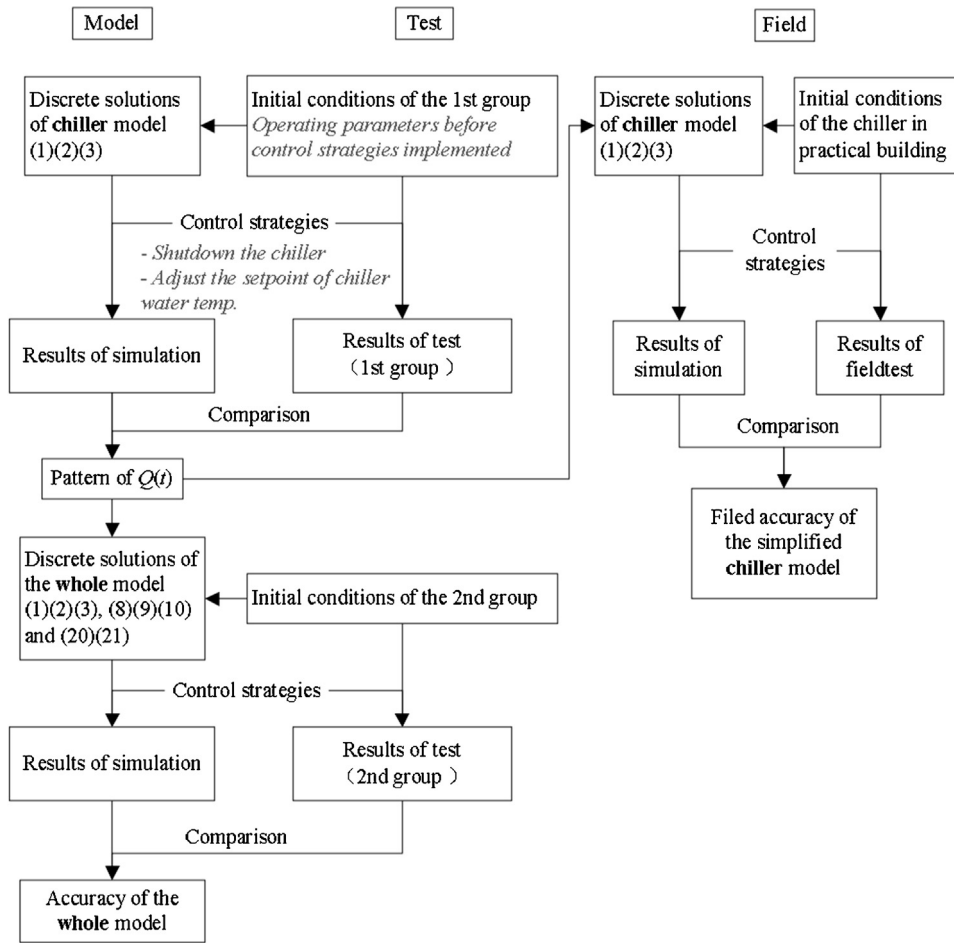 Model
Test
Field
Discrete solutions
of chiller model
(1)(2)(3)
Initial conditions of the 1st group
Operating parameters before
control strategies implemented
Discrete solutions
of chiller model
(1)(2)(3)
Initial conditions
of the chiller in
practical building
Control strategies
- Shutdown the chiller
- Adjust the setpoint of chiller
water temp.
Control
strategies
Results of simulation
Results of test
（1st group ）
Results of
simulation
Results of
fieldtest
Comparison
Comparison
Pattern of Q(t)
Filed accuracy of
the simplified
chiller model
Discrete solutions of
the whole model
(1)(2)(3), (8)(9)(10)
and (20)(21)
Initial conditions of the 2nd group
Control strategies
Results of simulation
Results of test
（2nd group ）
Comparison
Accuracy of the
whole model